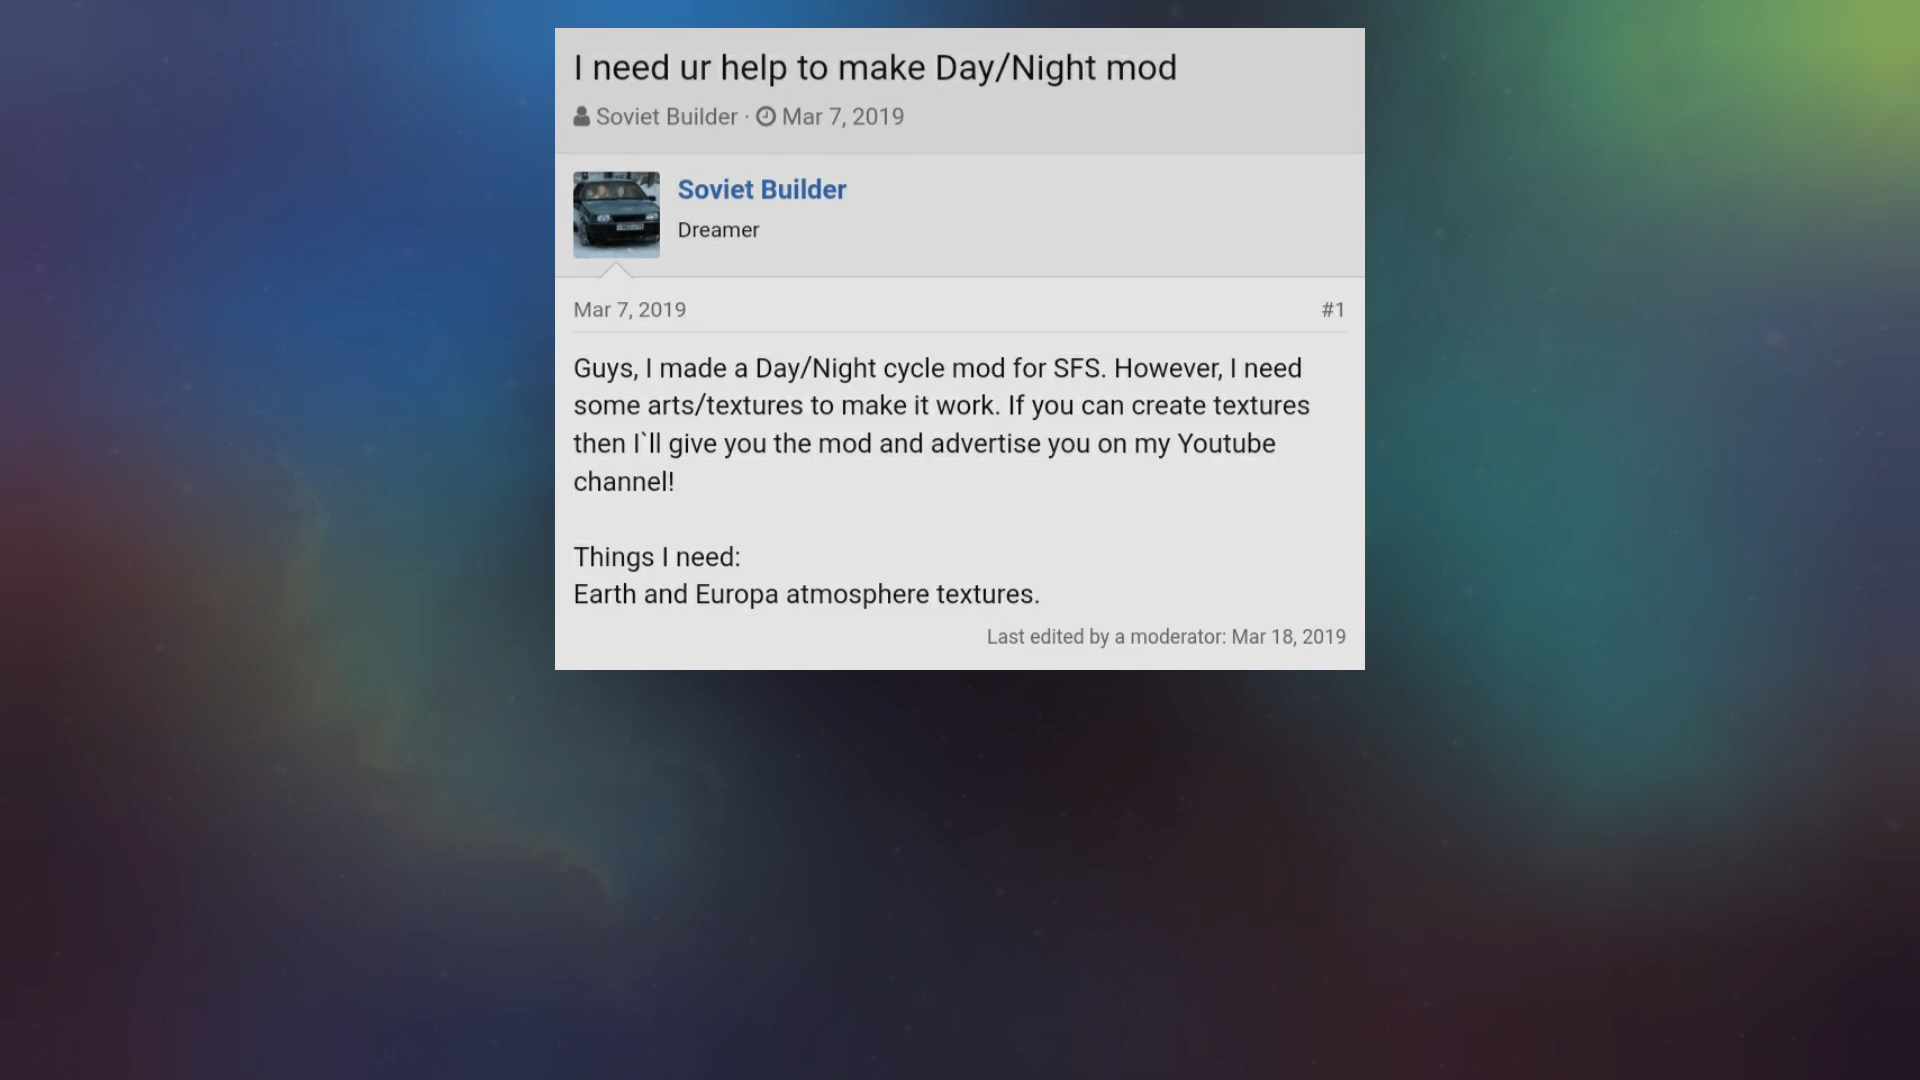 I need ur help to make Day/Night mod
Soviet Builder · Mar 7, 2019
Soviet Builder
Dreamer
Mar 7, 2019 #1
Guys, I made a Day/Night cycle mod for SFS. However, I need
some arts/textures to make it work. If you can create textures
then I`ll give you the mod and advertise you on my Youtube
channel!
Things I need:
Earth and Europa atmosphere textures.
Last edited by a moderator: Mar 18, 2019